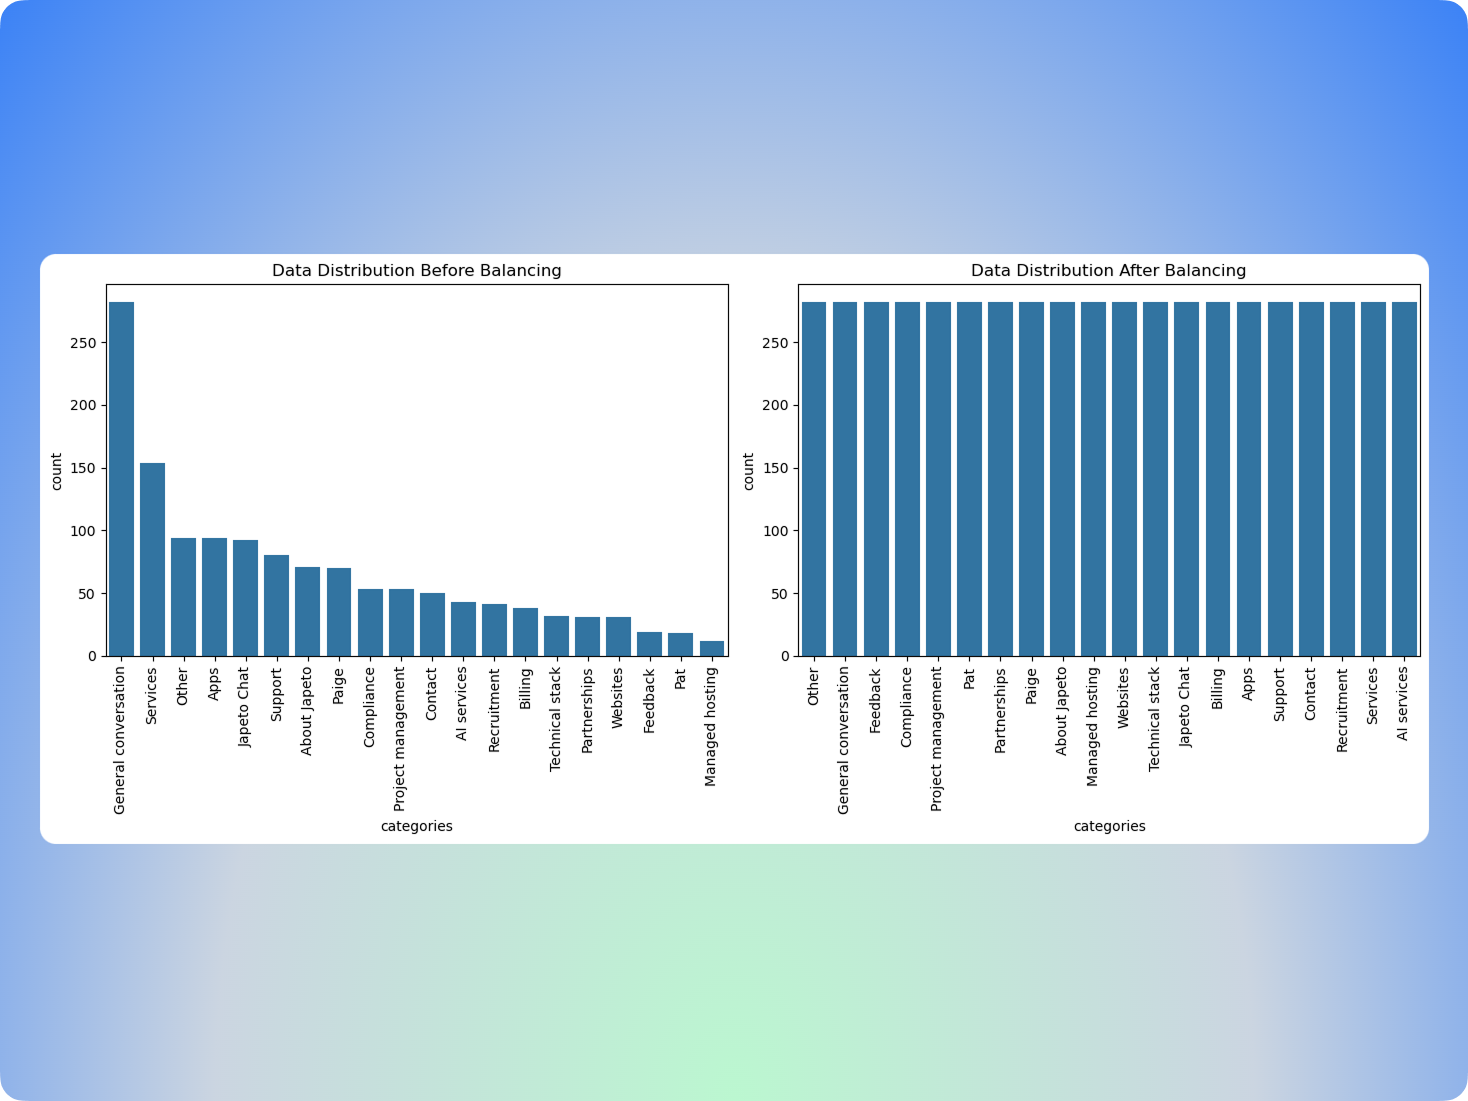 Data Distribution Before Balancing
count
250
200
150
100
50
0
General conversation
Services
Other
Apps
Japeto Chat
Support
About Japeto
Paige
Compliance
Project management
Contact
AI services
Recruitment
Billing
Technical stack
Partnerships
Websites
Feedback
Pat
Managed hosting
categories
Data Distribution After Balancing
count
250
200
150
100
50
0
Other
General conversation
Feedback
Compliance
Project management
Pat
Partnerships
Paige
About Japeto
Managed hosting
Websites
Technical stack
Japeto Chat
Billing
Apps
Support
Contact
Recruitment
Services
AI services
categories